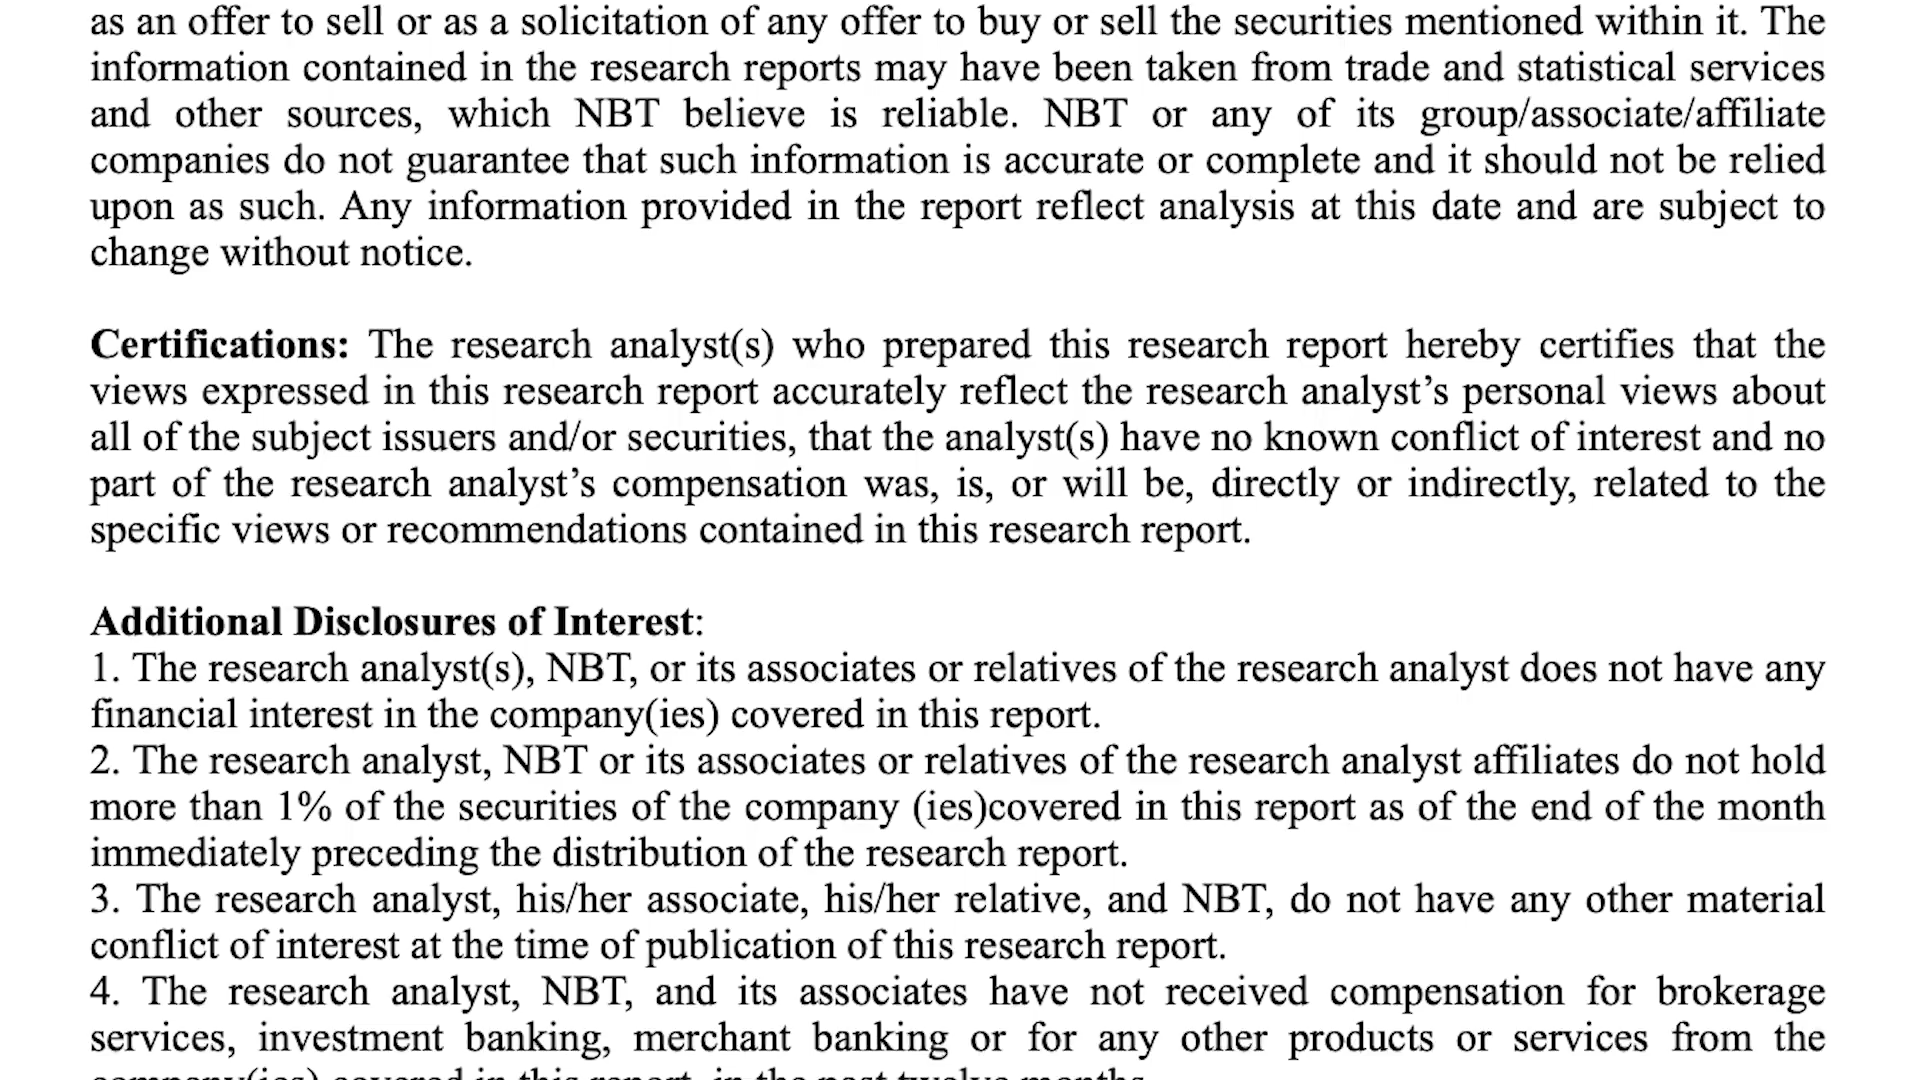 as an offer to sell or as a solicitation of any offer to buy or sell the securities mentioned within it. The
information contained in the research reports may have been taken from trade and statistical services
and other sources, which NBT believe is reliable. NBT or any of its group/associate/affiliate
companies do not guarantee that such information is accurate or complete and it should not be relied
upon as such. Any information provided in the report reflect analysis at this date and are subject to
change without notice.
Certifications: The research analyst(s) who prepared this research report hereby certifies that the
views expressed in this research report accurately reflect the research analyst’s personal views about
all of the subject issuers and/or securities, that the analyst(s) have no known conflict of interest and no
part of the research analyst’s compensation was, is, or will be, directly or indirectly, related to the
specific views or recommendations contained in this research report.
Additional Disclosures of Interest:
1. The research analyst(s), NBT, or its associates or relatives of the research analyst does not have any
financial interest in the company(ies) covered in this report.
2. The research analyst, NBT or its associates or relatives of the research analyst affiliates do not hold
more than 1% of the securities of the company (ies)covered in this report as of the end of the month
immediately preceding the distribution of the research report.
3. The research analyst, his/her associate, his/her relative, and NBT, do not have any other material
conflict of interest at the time of publication of this research report.
4. The research analyst, NBT, and its associates have not received compensation for brokerage
services, investment banking, merchant banking or for any other products or services from the
company(ies) covered in this report, in the past twelve months